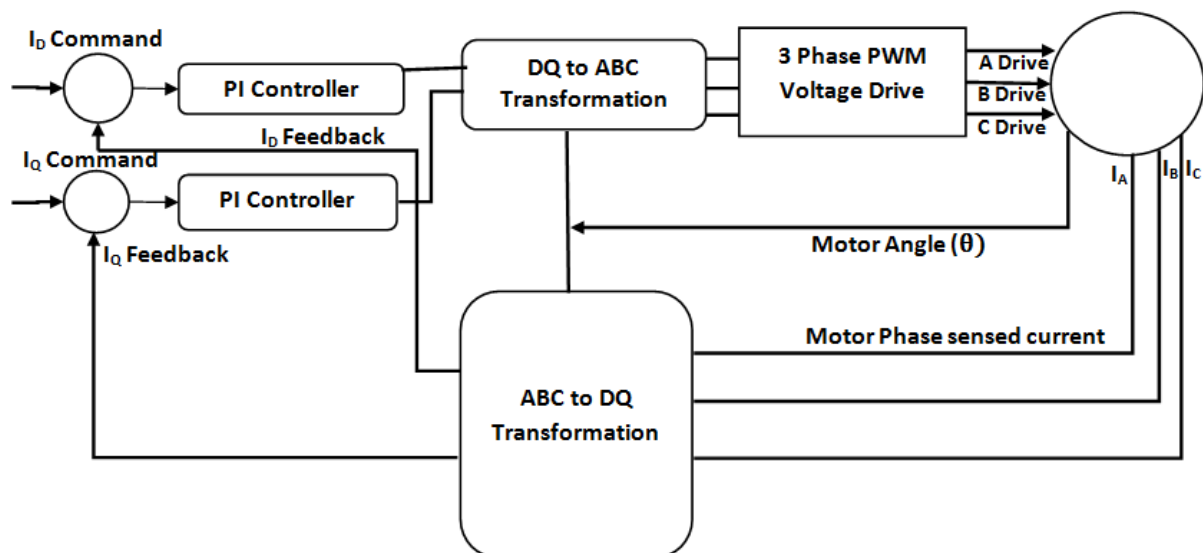 I_D Command
PI Controller
DQ to ABC
Transformation
3 Phase PWM
Voltage Drive
A Drive
B Drive
C Drive
I_D Feedback
I_Q Command
PI Controller
I_Q Feedback
I_A
I_B
I_C
Motor Angle (θ)
Motor Phase sensed current
ABC to DQ
Transformation